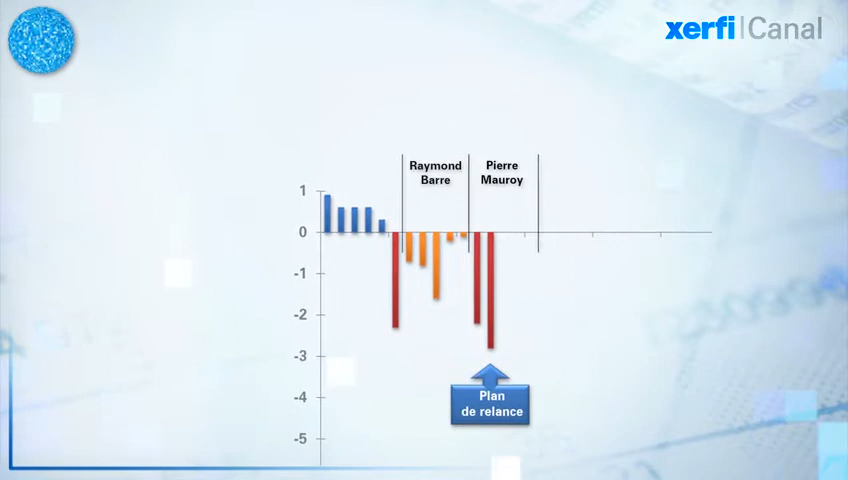 xerfi|Canal
Raymond
Barre
Pierre
Mauroy
1
0
-1
-2
-3
-4
-5
Plan
de relance